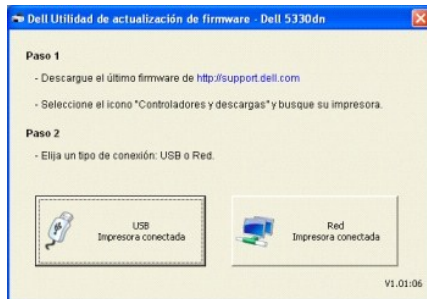 Dell Utilidad de actualización de firmware - Dell 5330dn
Paso 1
- Descargue el último firmware de http://support.dell.com
- Seleccione el icono "Controladores y descargas" y busque su impresora.
Paso 2
- Elija un tipo de conexión: USB o Red.
USB
Impresora conectada
Red
Impresora conectada
V1.01:06